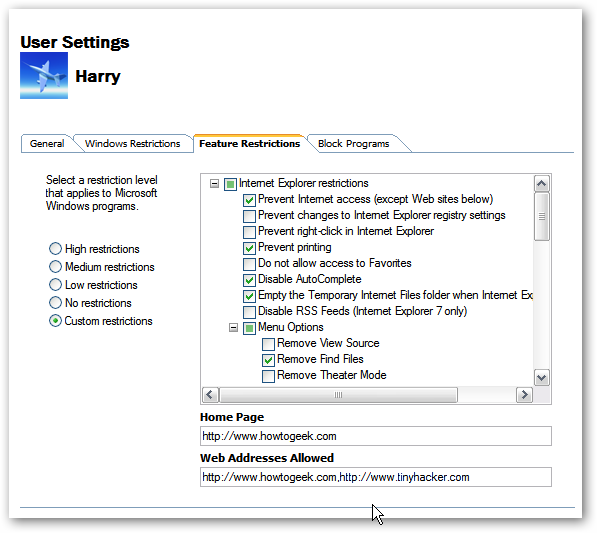 User Settings
Harry
General
Windows Restrictions
Feature Restrictions
Block Programs
Select a restriction level
that applies to Microsoft
Windows programs.
High restrictions
Medium restrictions
Low restrictions
No restrictions
Custom restrictions
Internet Explorer restrictions
Prevent Internet access (except Web sites below)
Prevent changes to Internet Explorer registry settings
Prevent right-click in Internet Explorer
Prevent printing
Do not allow access to Favorites
Disable AutoComplete
Empty the Temporary Internet Files folder when Internet Ex
Disable RSS Feeds (Internet Explorer 7 only)
Menu Options
Remove View Source
Remove Find Files
Remove Theater Mode
Home Page
http://www.howtogeek.com
Web Addresses Allowed
http://www.howtogeek.com,http://www.tinyhacker.com